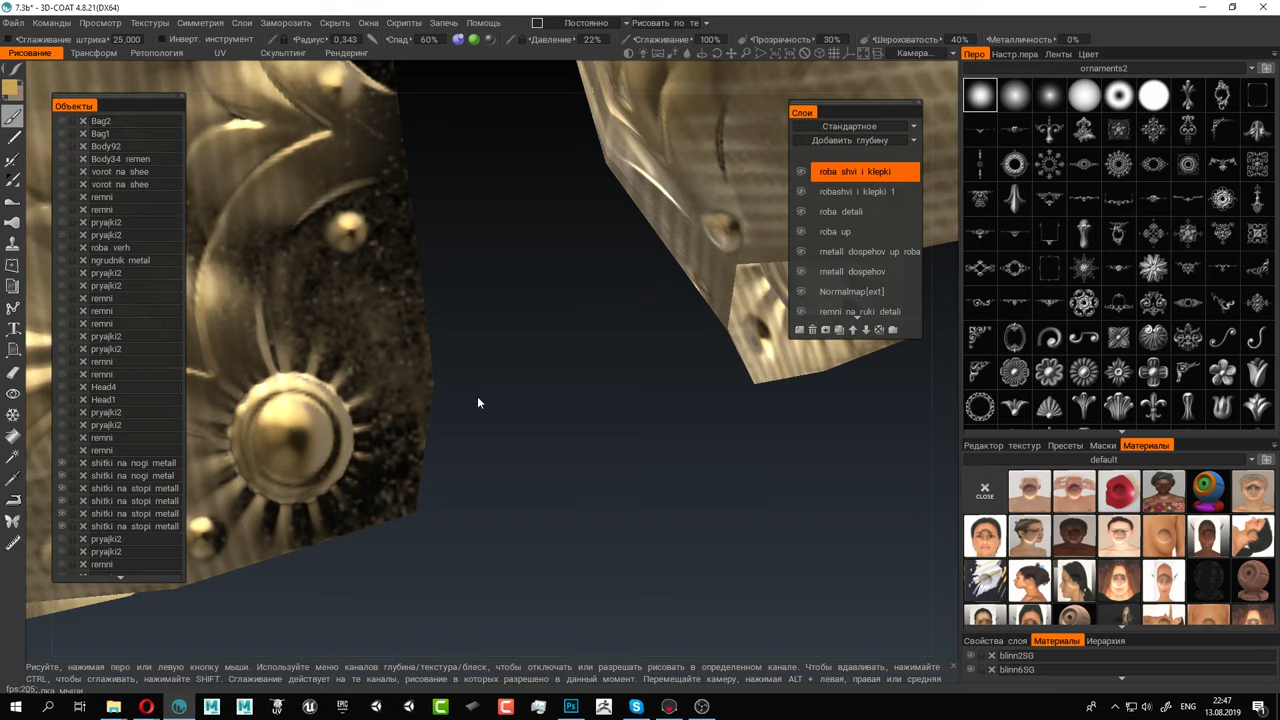 7.3b* - 3D-COAT 4.8.21(DX64)
Файл Команды Просмотр Текстуры Симметрия Слои Заморозить Скрыть Окна Скрипты Запечь Помощь Постоянно Рисовать по те
Сглаживание штриха 25,000 Инверт. инструмент Радиус 0,343 Спад 60% Давление 22% Сглаживание 100% Прозрачность 30% Шероховатость 40% Металличность 0%
Рисование Трансформ Ретопология UV Скульптинг Рендеринг Камера... Перо Настр.пера Ленты Цвет
ornaments2
Объекты
Bag2
Bag1
Body92
Body34 remen
vorot na shee
vorot na shee
remni
remni
pryajki2
pryajki2
roba verh
ngrudnik metal
pryajki2
pryajki2
remni
remni
remni
pryajki2
pryajki2
remni
remni
Head4
Head1
pryajki2
pryajki2
remni
remni
shitki na nogi metall
shitki na nogi metal
shitki na stopi metall
shitki na stopi metall
shitki na stopi metall
shitki na stopi metall
pryajki2
pryajki2
remni
Слои
Стандартное
Добавить глубину
roba shvi i klepki
robashvi i klepki 1
roba detali
roba up
metall dospehov up roba
metall dospehov
Normalmap[ext]
remni na ruki detali
Редактор текстур Пресеты Маски Материалы
default
CLOSE
Свойства слоя Материалы Иерархия
blinn2SG
blinn6SG
Рисуйте, нажимая перо или левую кнопку мыши. Используйте меню каналов глубина/текстура/блеск, чтобы отключать или разрешать рисовать в определенном канале. Чтобы вдавливать, нажимайте
CTRL, чтобы сглаживать, нажимайте SHIFT. Сглаживание действует на те каналы, рисование в которых разрешено в данный момент. Перемещайте камеру, нажимая ALT + левая, правая или средняя
fps:205;
22:47
13.08.2019